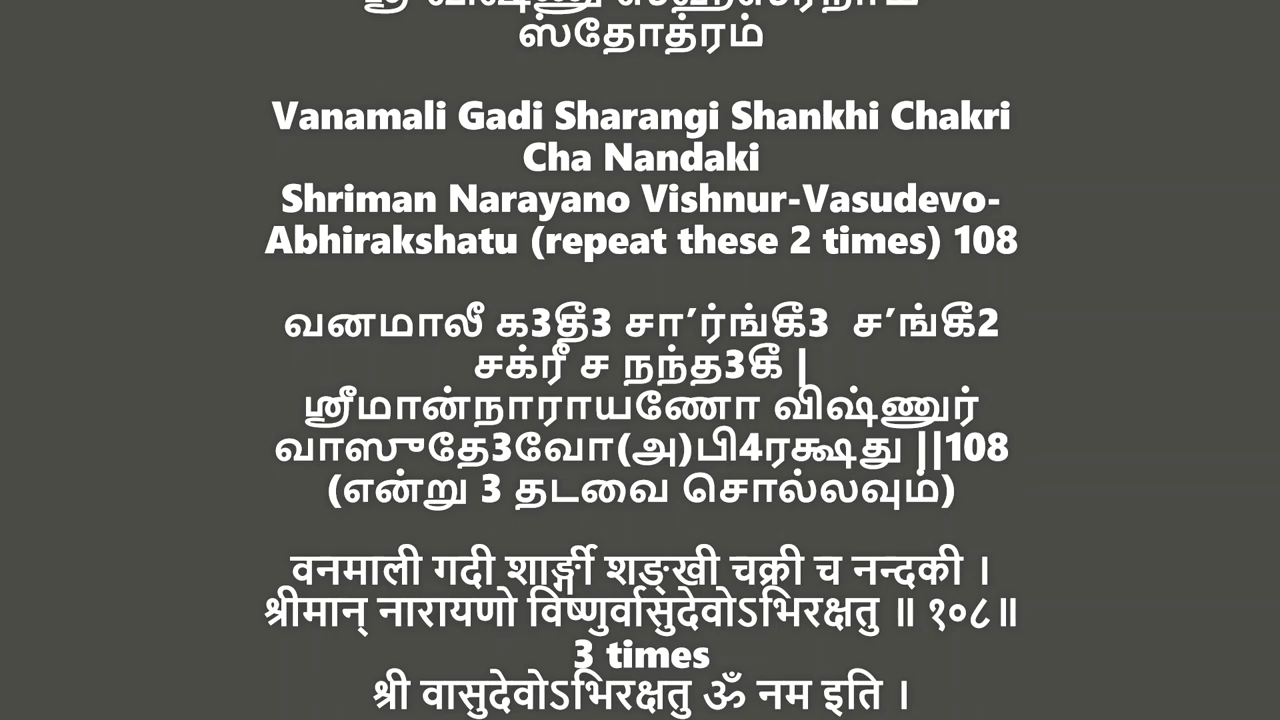 ஸ்தோத்ரம்
Vanamali Gadi Sharangi Shankhi Chakri
Cha Nandaki
Shriman Narayano Vishnur-Vasudevo-
Abhirakshatu (repeat these 2 times) 108
வனமாலீ க3தீ3 சா’ர்ங்கீ3 ச’ங்கீ2
சக்ரீ ச நந்த3கீ |
ஸ்ரீமான்நாராயணோ விஷ்ணுர்
வாஸுதே3வோ(அ)பி4ரக்ஷது ||108
(என்று 3 தடவை சொல்லவும்)
वनमाली गदी शार्ङ्गी शङ्खी चक्री च नन्दकी ।
श्रीमान् नारायणो विष्णुर्वासुदेवोऽभिरक्षतु ॥ १०८॥
3 times
श्री वासुदेवोऽभिरक्षतु ॐ नम इति ।